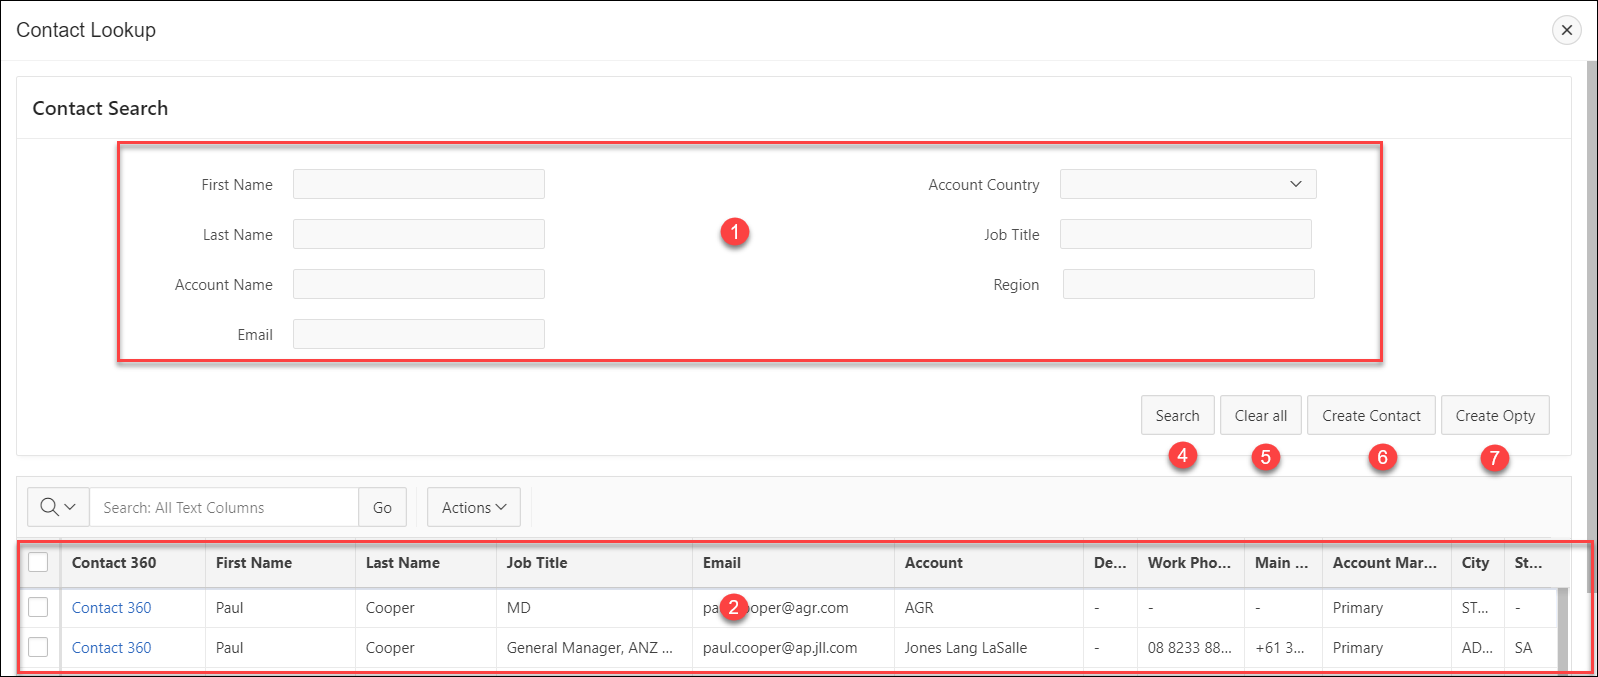 Contact Lookup
Contact Search
First Name
Account Country
Last Name
1
Job Title
Account Name
Region
Email
Search Clear all Create Contact Create Opty
4 5 6 7
Search: All Text Columns Go Actions
Contact 360 First Name Last Name Job Title Email Account De... Work Pho... Main ... Account Mar... City St...
Contact 360 Paul Cooper MD 2 AGR - - - Primary ST... -
Contact 360 Paul Cooper General Manager, ANZ ... paul.cooper@ap.jll.com Jones Lang LaSalle - 08 8233 88... +61 3... Primary AD... SA